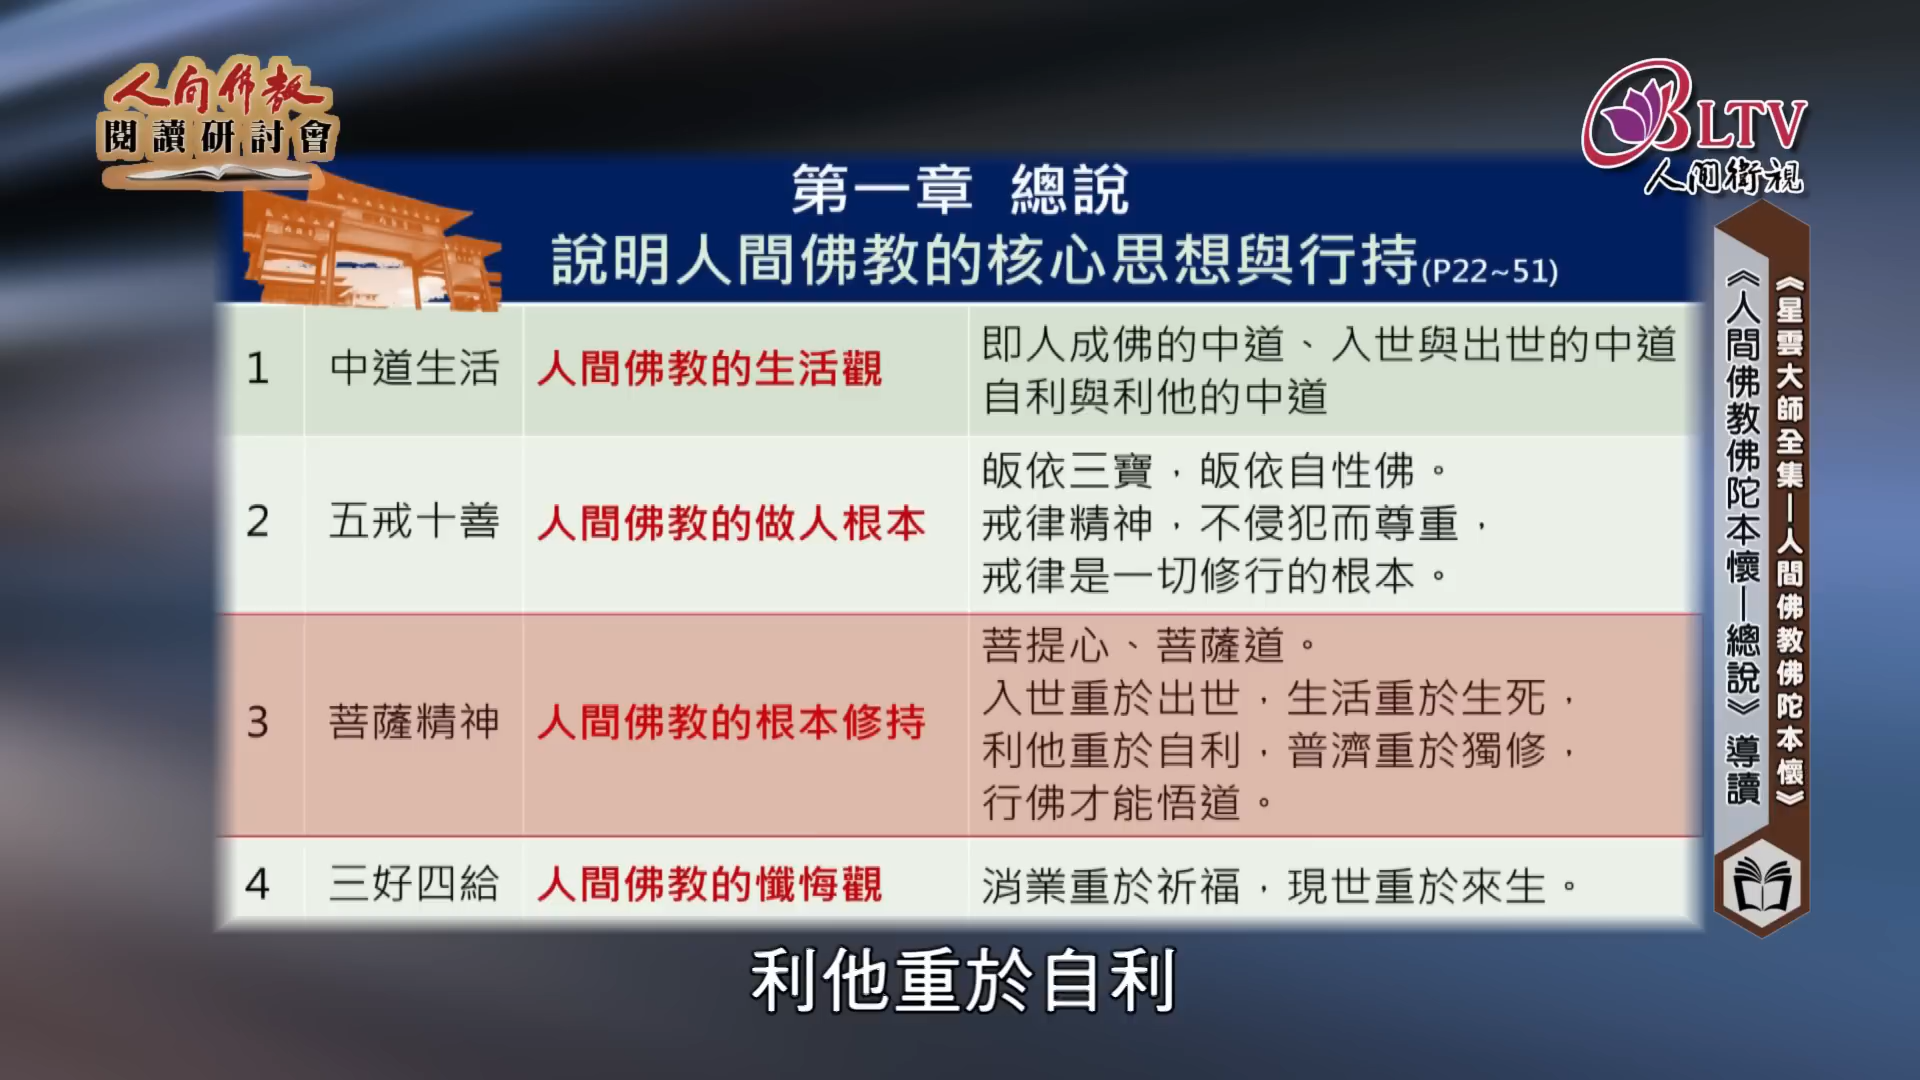 人间佛教
閱讀研討會
BLTV
人间衛視
第一章 總說
說明人間佛教的核心思想與行持(P22~51)
1 中道生活 人間佛教的生活觀 即人成佛的中道、入世與出世的中道
自利與利他的中道
2 五戒十善 人間佛教的做人根本 皈依三寶，皈依自性佛。
戒律精神，不侵犯而尊重，
戒律是一切修行的根本。
3 菩薩精神 人間佛教的根本修持 菩提心、菩薩道。
入世重於出世，生活重於生死，
利他重於自利，普濟重於獨修，
行佛才能悟道。
4 三好四給 人間佛教的懺悔觀 消業重於祈福，現世重於來生。
《星雲大師全集—人間佛教佛陀本懷》
《人間佛教佛陀本懷—總說》導讀
利他重於自利